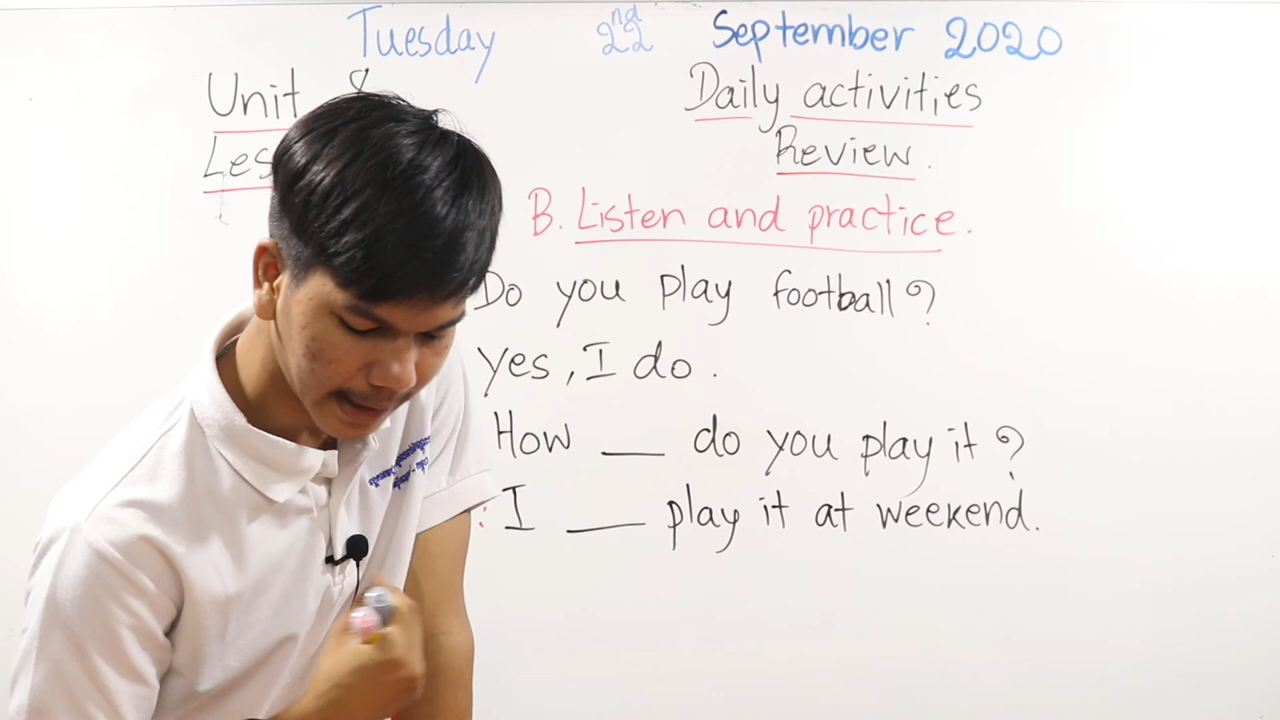 Tuesday 22nd September 2020
Unit 8 Daily activities
Les Review.
B. Listen and practice.
Do you play football?
yes, I do.
How __ do you play it?
: I __ play it at weekend.